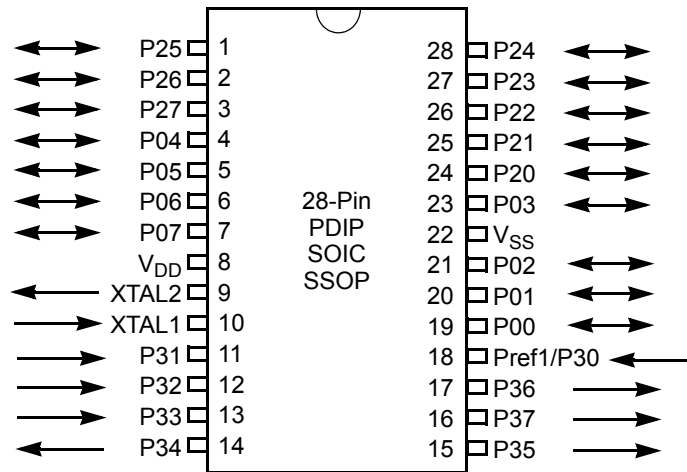 P25 1 28 P24
P26 2 27 P23
P27 3 26 P22
P04 4 25 P21
P05 5 24 P20
P06 6 23 P03
P07 7 22 VSS
VDD 8 21 P02
XTAL2 9 20 P01
XTAL1 10 19 P00
P31 11 18 Pref1/P30
P32 12 17 P36
P33 13 16 P37
P34 14 15 P35
28-Pin
PDIP
SOIC
SSOP